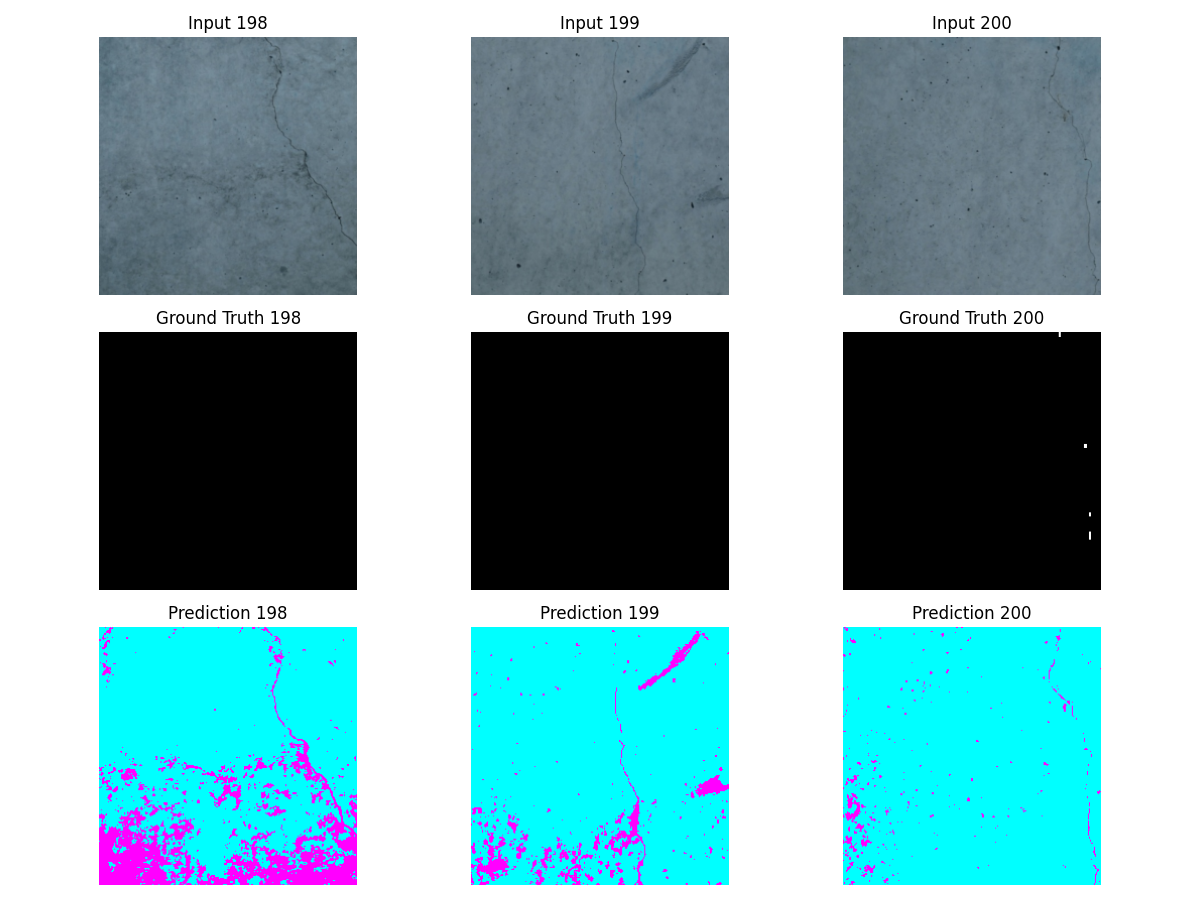 Input 198
Input 199
Input 200
Ground Truth 198
Ground Truth 199
Ground Truth 200
Prediction 198
Prediction 199
Prediction 200